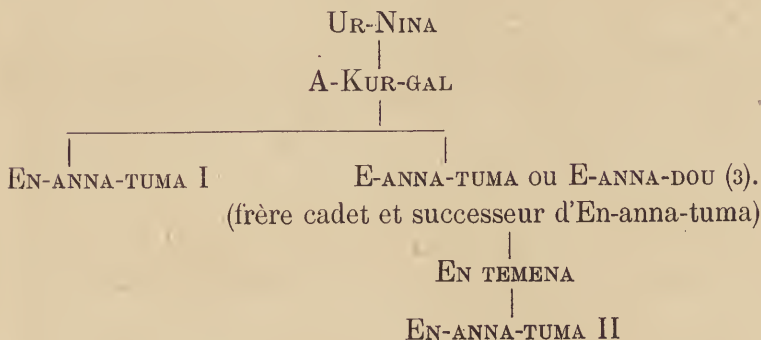 UR-NINA
A-KUR-GAL
EN-ANNA-TUMA I E-ANNA-TUMA OU E-ANNA-DOU (3).
(frère cadet et successeur d'En-anna-tuma)
EN TEMENA
EN-ANNA-TUMA II